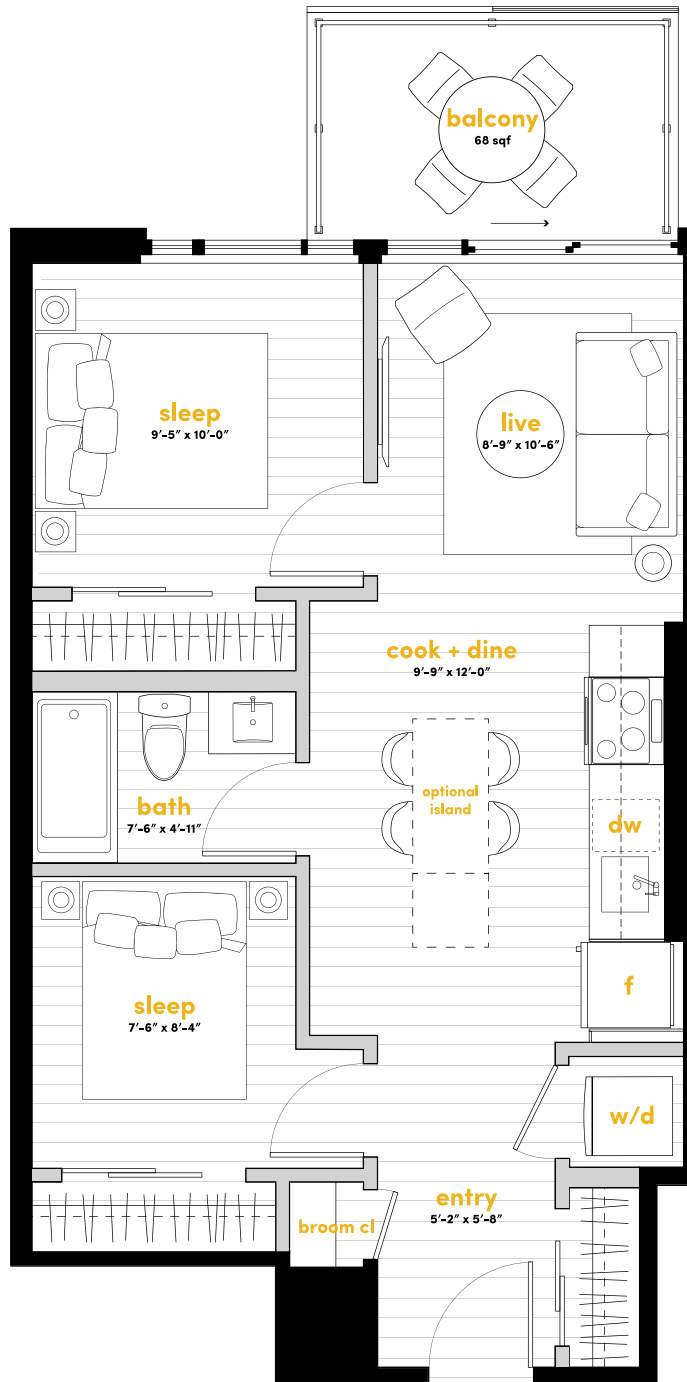 balcony
68 sqf
sleep
9′-5″ x 10′-0″
live
8′-9″ x 10′-6″
cook + dine
9′-9″ x 12′-0″
optional
island
bath
7′-6″ x 4′-11″
dw
sleep
7′-6″ x 8′-4″
f
w/d
entry
5′-2″ x 5′-8″
broom cl